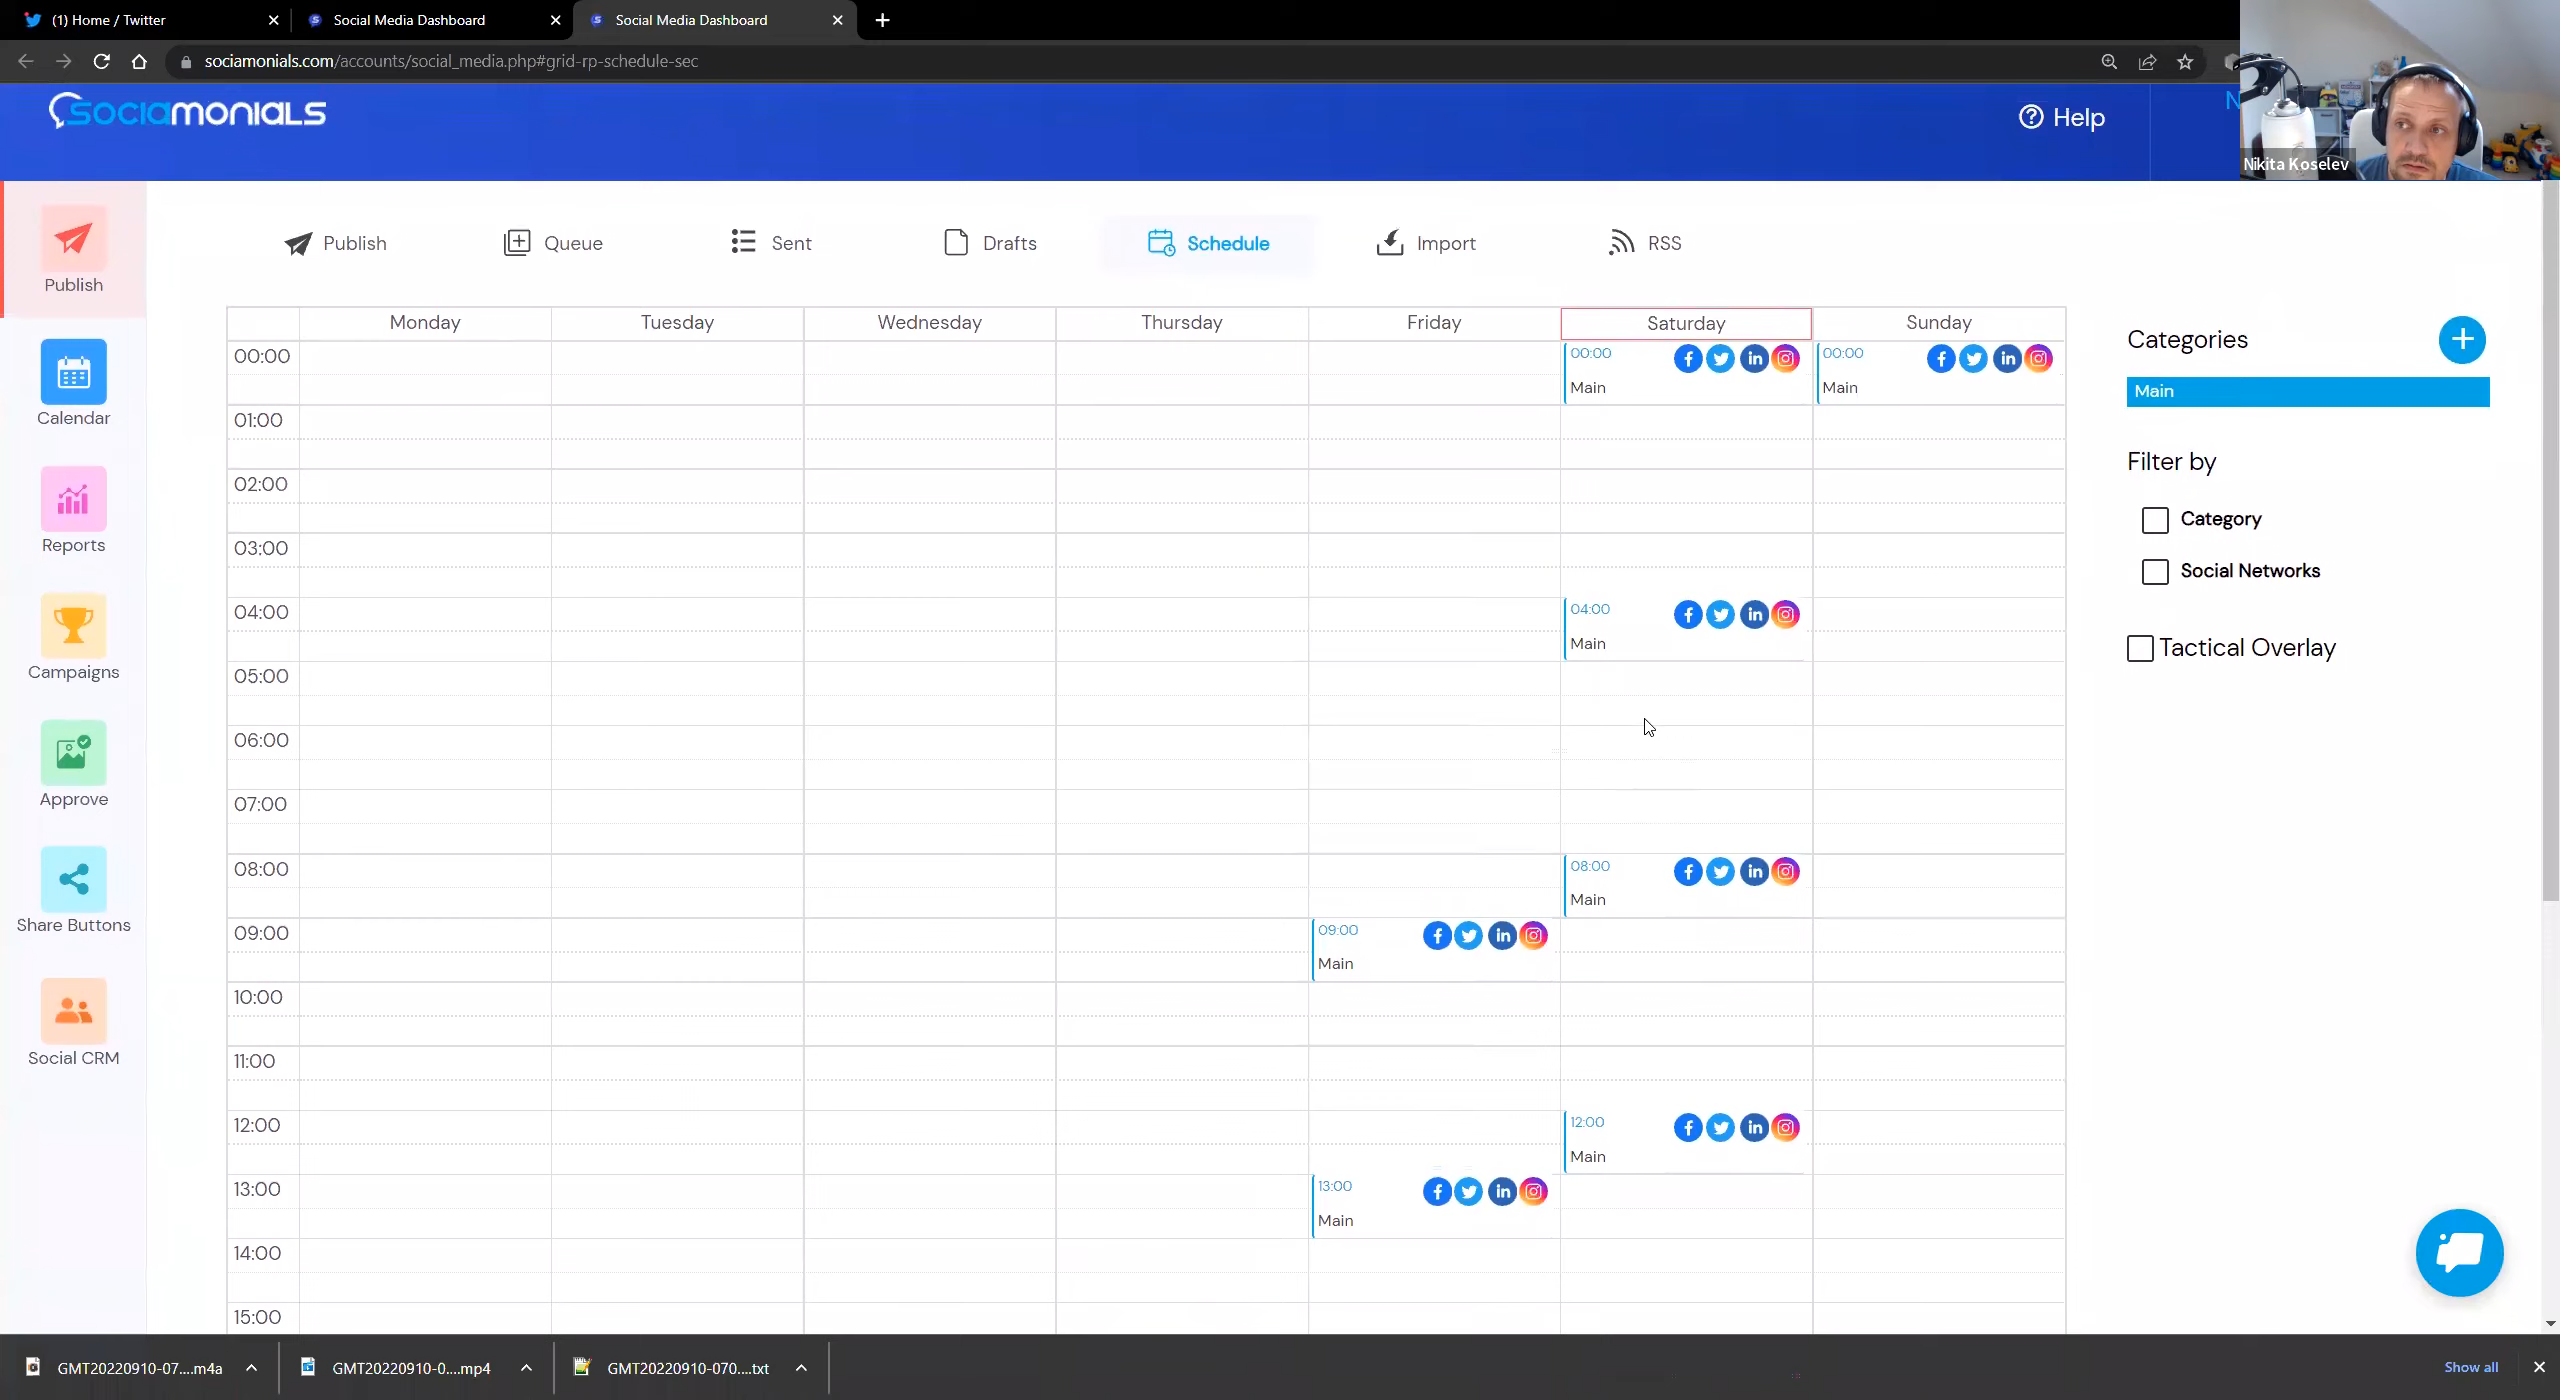 (1) Home / Twitter
Social Media Dashboard
Social Media Dashboard
sociamonials.com/accounts/social_media.php#grid-rp-schedule-sec
sociamonials
Help
N
Nikita Koselev
Publish
Calendar
Reports
Campaigns
Approve
Share Buttons
Social CRM
Publish
Queue
Sent
Drafts
Schedule
Import
RSS
Monday
Tuesday
Wednesday
Thursday
Friday
Saturday
Sunday
00:00
00:00
Main
00:00
Main
01:00
02:00
03:00
04:00
04:00
Main
05:00
06:00
07:00
08:00
08:00
Main
09:00
09:00
Main
10:00
11:00
12:00
12:00
Main
13:00
13:00
Main
14:00
15:00
Categories
Main
Filter by
Category
Social Networks
Tactical Overlay
GMT20220910-07....m4a
GMT20220910-0....mp4
GMT20220910-070....txt
Show all